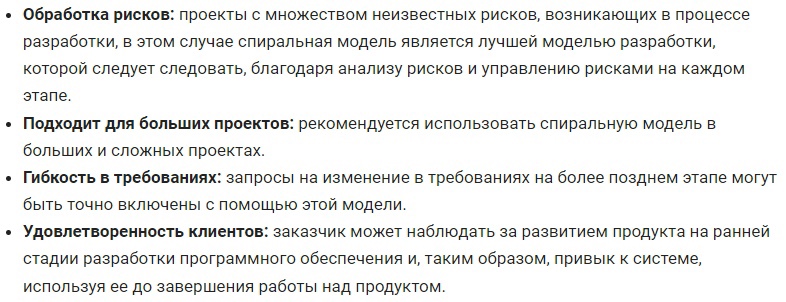 • Обработка рисков: проекты с множеством неизвестных рисков, возникающих в процессе
разработки, в этом случае спиральная модель является лучшей моделью разработки,
которой следует следовать, благодаря анализу рисков и управлению рисками на каждом
этапе.
• Подходит для больших проектов: рекомендуется использовать спиральную модель в
больших и сложных проектах.
• Гибкость в требованиях: запросы на изменение в требованиях на более позднем этапе могут
быть точно включены с помощью этой модели.
• Удовлетворенность клиентов: заказчик может наблюдать за развитием продукта на ранней
стадии разработки программного обеспечения и, таким образом, привык к системе,
используя ее до завершения работы над продуктом.